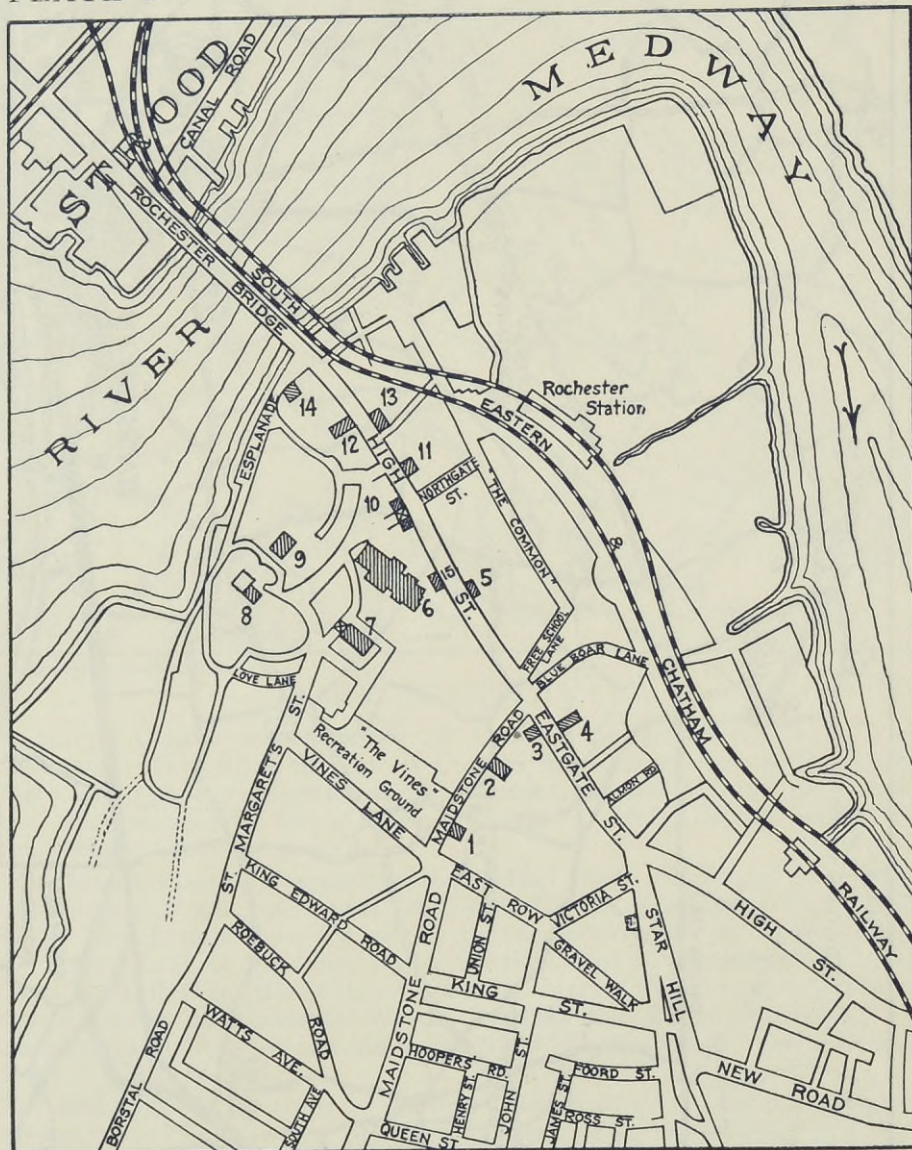 STROOD
CANAL ROAD
MEDWAY
ROCHESTER
BRIDGE
SOUTH
RIVER
Rochester
Station
EASTERN
14
13
12
ESPLANADE
HIGH
11
NORTHGATE
ST.
"THE COMMON"
10
9
&
15
5
ST.
6
8
7
FREE SCHOOL
LANE
BLUE BOAR LANE
LOVE LANE
CHATHAM
ST.
"The Vines"
Recreation Ground
MAIDSTONE ROAD
EASTGATE
3
4
2
ALMON RD
MARGARET'S
VINES
LANE
1
ST.
ST.
KING EDWARD
ROAD
ROAD
EAST
ROW
VICTORIA ST.
RAILWAY
HIGH
ST.
STAR
HILL
ROEBUCK
ROAD
UNION ST.
GRAVEL WALK
KING
ST.
WATTS
AVE.
MAIDSTONE
HOOPERS RD.
FOORD ST.
NEW ROAD
BORSTAL ROAD
SOUTH AVE
HENRY ST.
JOHN ST.
JAMES ST.
ROSS ST.
QUEEN ST